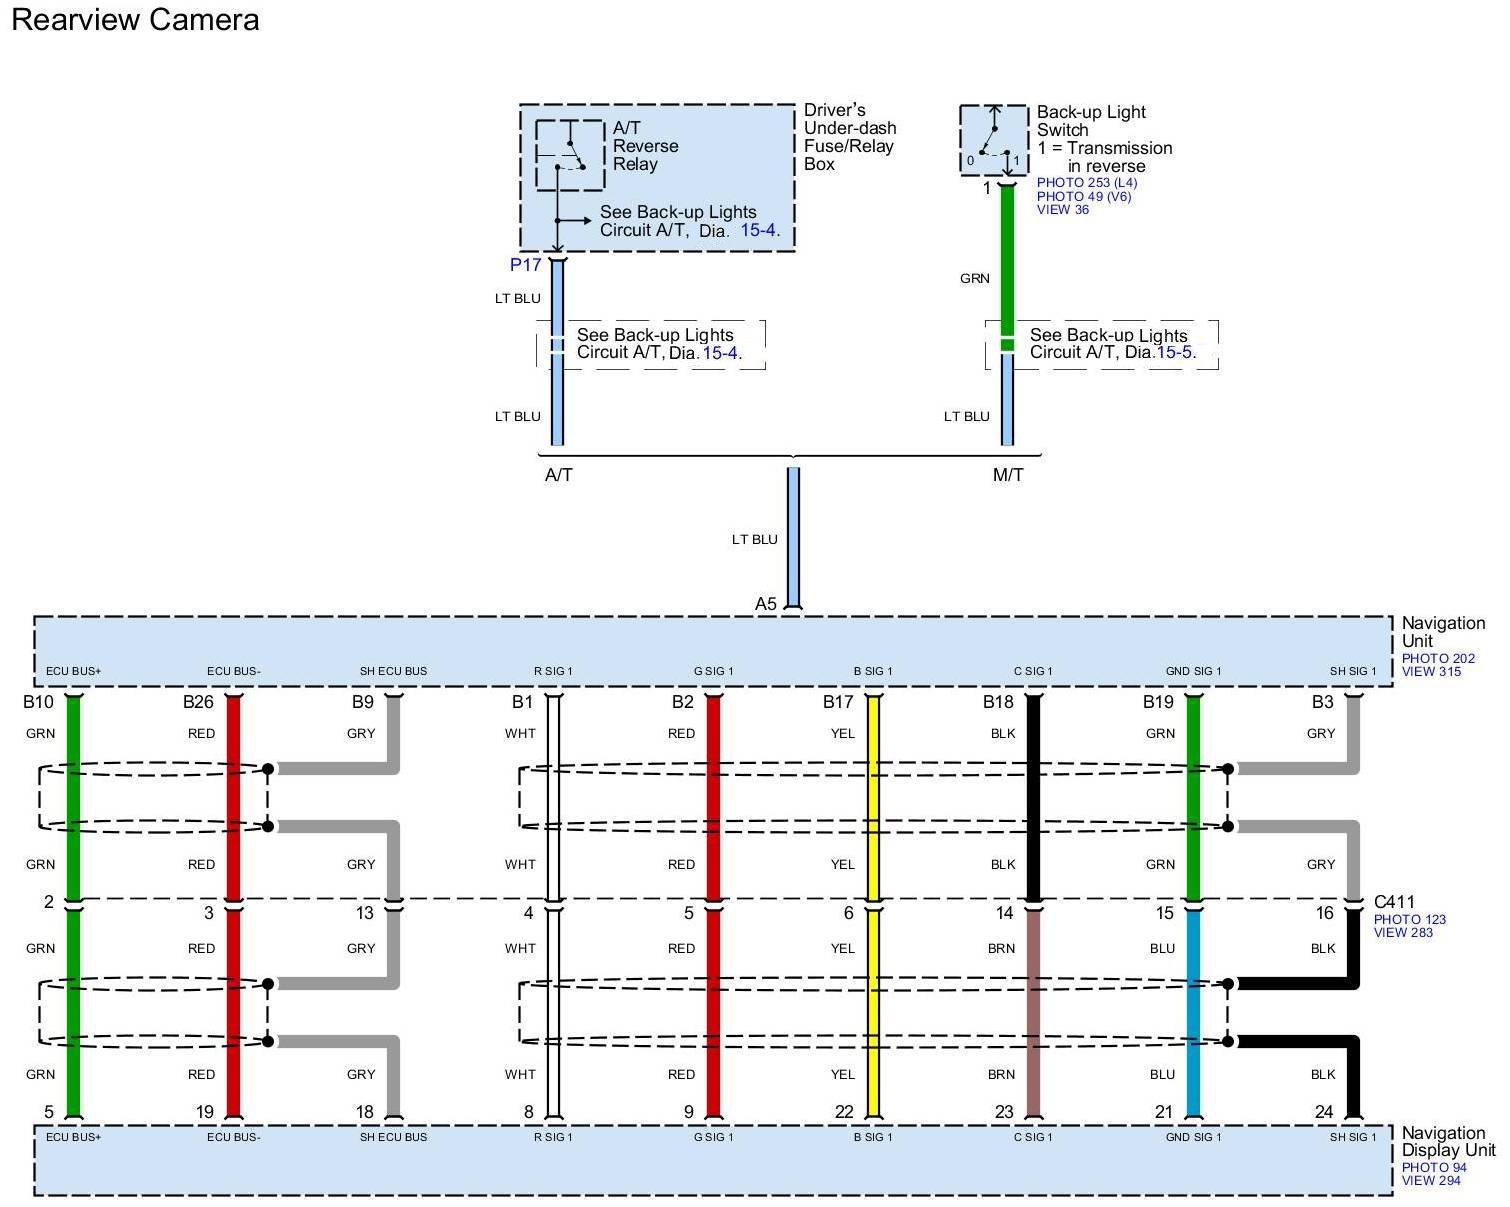 Rearview Camera
Driver's
Under-dash
Fuse/Relay
Box
A/T
Reverse
Relay
See Back-up Lights
Circuit A/T, Dia. 15-4.
Back-up Light
Switch
1 = Transmission
in reverse
PHOTO 253 (L4)
PHOTO 49 (V6)
VIEW 36
0
1
1
P17
LT BLU
GRN
See Back-up Lights
Circuit A/T, Dia. 15-4.
See Back-up Lights
Circuit A/T, Dia. 15-5.
LT BLU
LT BLU
A/T
M/T
LT BLU
A5
Navigation
Unit
PHOTO 202
VIEW 315
ECU BUS+ ECU BUS- SH ECU BUS R SIG 1 G SIG 1 B SIG 1 C SIG 1 GND SIG 1 SH SIG 1
B10 B26 B9 B1 B2 B17 B18 B19 B3
GRN RED GRY WHT RED YEL BLK GRN GRY
GRN RED GRY WHT RED YEL BLK GRN GRY
2 3 13 4 5 6 14 15 16
C411
PHOTO 123
VIEW 283
GRN RED GRY WHT RED YEL BRN BLU BLK
GRN RED GRY WHT RED YEL BRN BLU BLK
5 19 18 8 9 22 23 21 24
ECU BUS+ ECU BUS- SH ECU BUS R SIG 1 G SIG 1 B SIG 1 C SIG 1 GND SIG 1 SH SIG 1
Navigation
Display Unit
PHOTO 94
VIEW 294